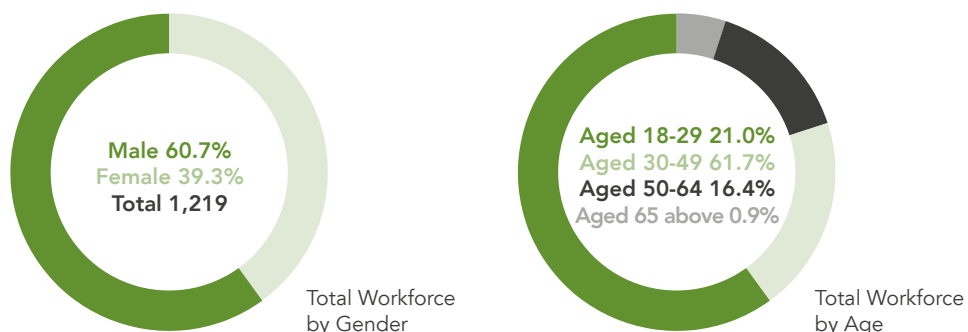 Male 60.7%
Female 39.3%
Total 1,219
Total Workforce
by Gender
Aged 18-29 21.0%
Aged 30-49 61.7%
Aged 50-64 16.4%
Aged 65 above 0.9%
Total Workforce
by Age